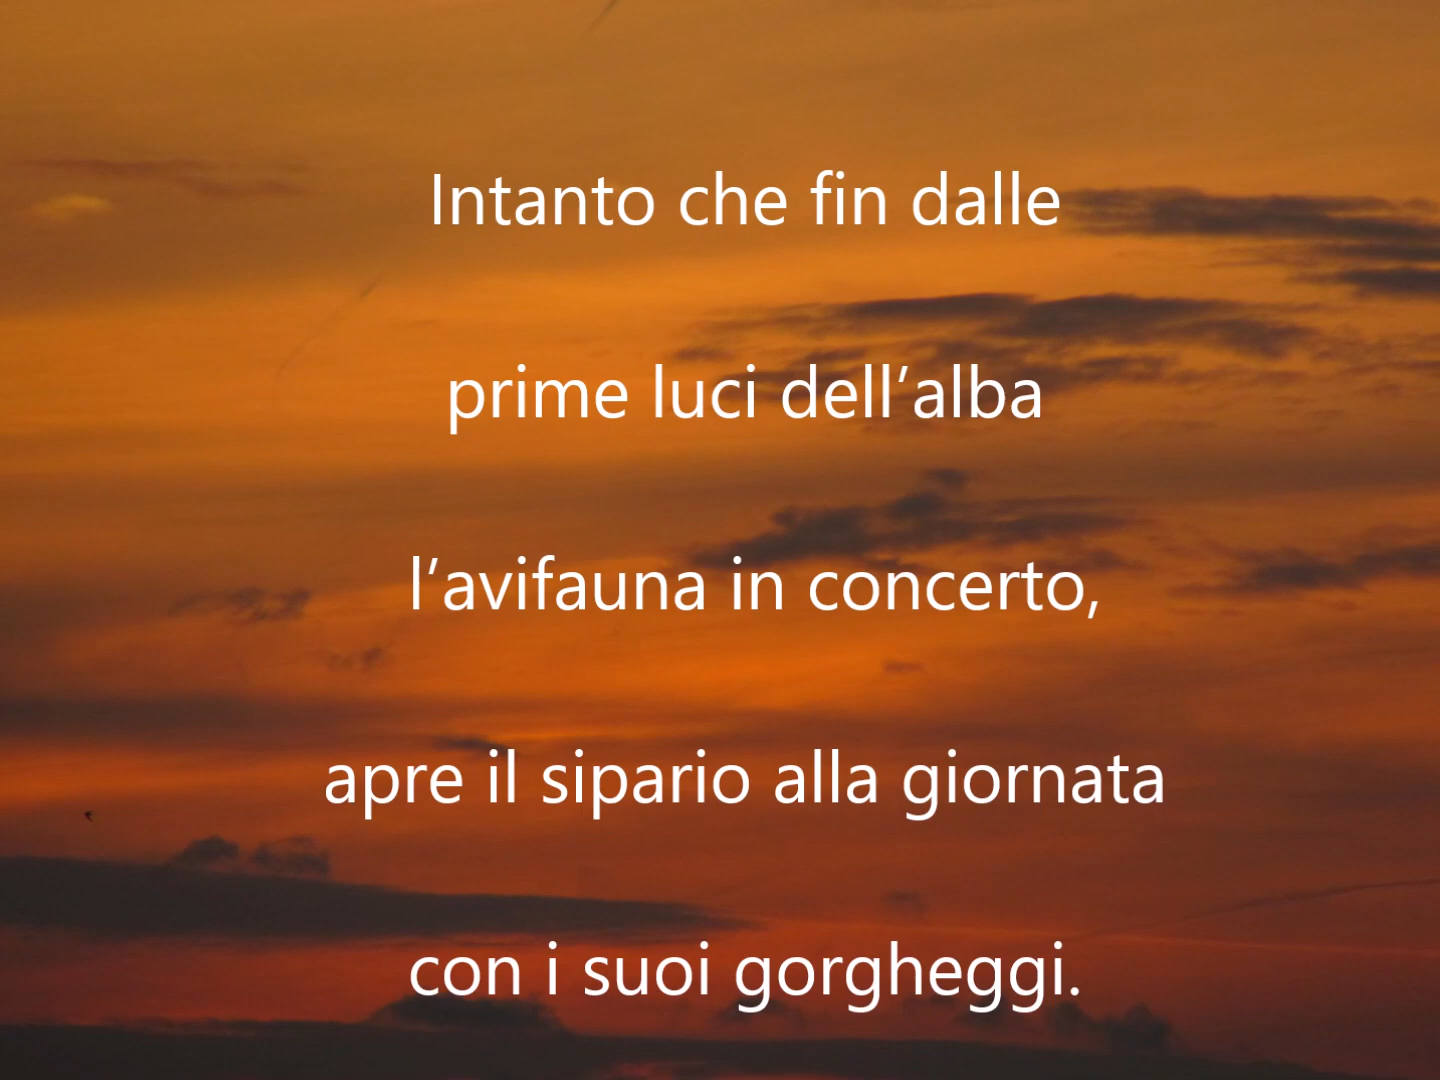 Intanto che fin dalle
prime luci dell’alba
l’avifauna in concerto,
apre il sipario alla giornata
con i suoi gorgheggi.